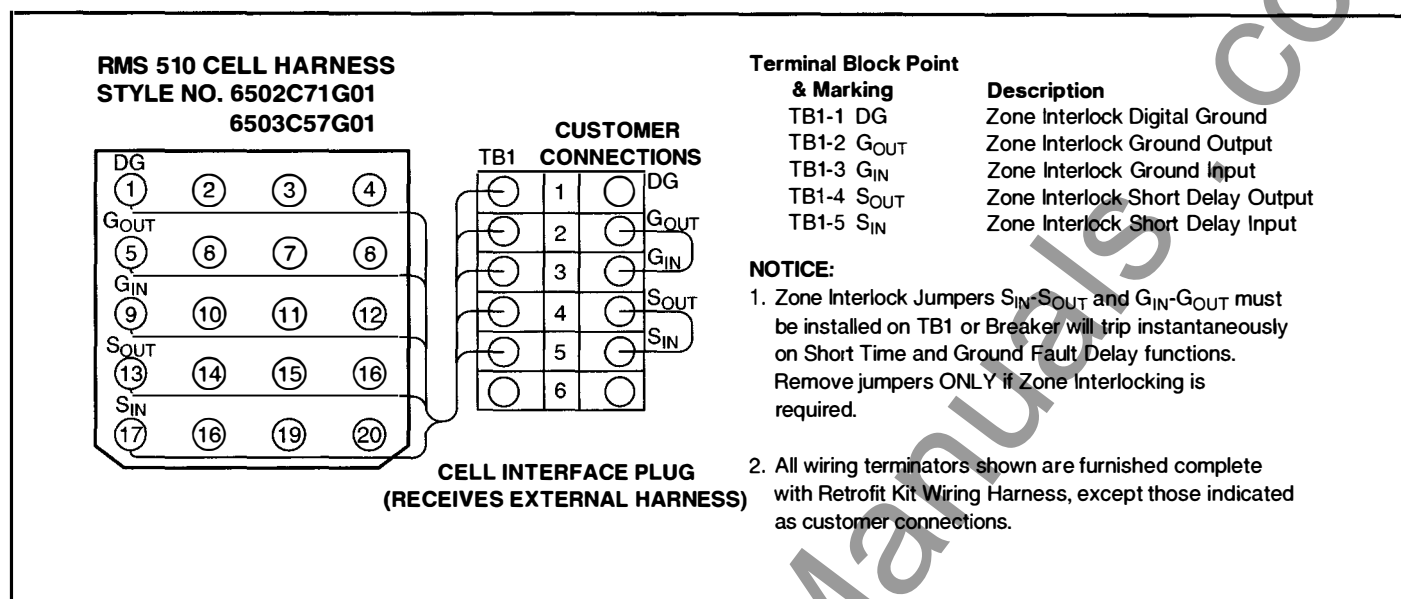 RMS 510 CELL HARNESS
STYLE NO. 6502C71G01
6503C57G01
DG
1 2 3 4
GOUT
5 6 7 6
GIN
9 10 11 12
SOUT
13 14 15 16
SIN
17 16 19 20
CUSTOMER
TB1 CONNECTIONS
1 DG
2 GOUT
3 GIN
4 SOUT
5 SIN
6
CELL INTERFACE PLUG
(RECEIVES EXTERNAL HARNESS)
Terminal Block Point
& Marking Description
TB1-1 DG Zone Interlock Digital Ground
TB1-2 GOUT Zone Interlock Ground Output
TB1-3 GIN Zone Interlock Ground Input
TB1-4 SOUT Zone Interlock Short Delay Output
TB1-5 SIN Zone Interlock Short Delay Input
NOTICE:
1. Zone Interlock Jumpers SIN-SOUT and GIN-GOUT must
be installed on TB1 or Breaker will trip instantaneously
on Short Time and Ground Fault Delay functions.
Remove jumpers ONLY if Zone Interlocking is
required.
2. All wiring terminators shown are furnished complete
with Retrofit Kit Wiring Harness, except those indicated
as customer connections.
Manuals . co